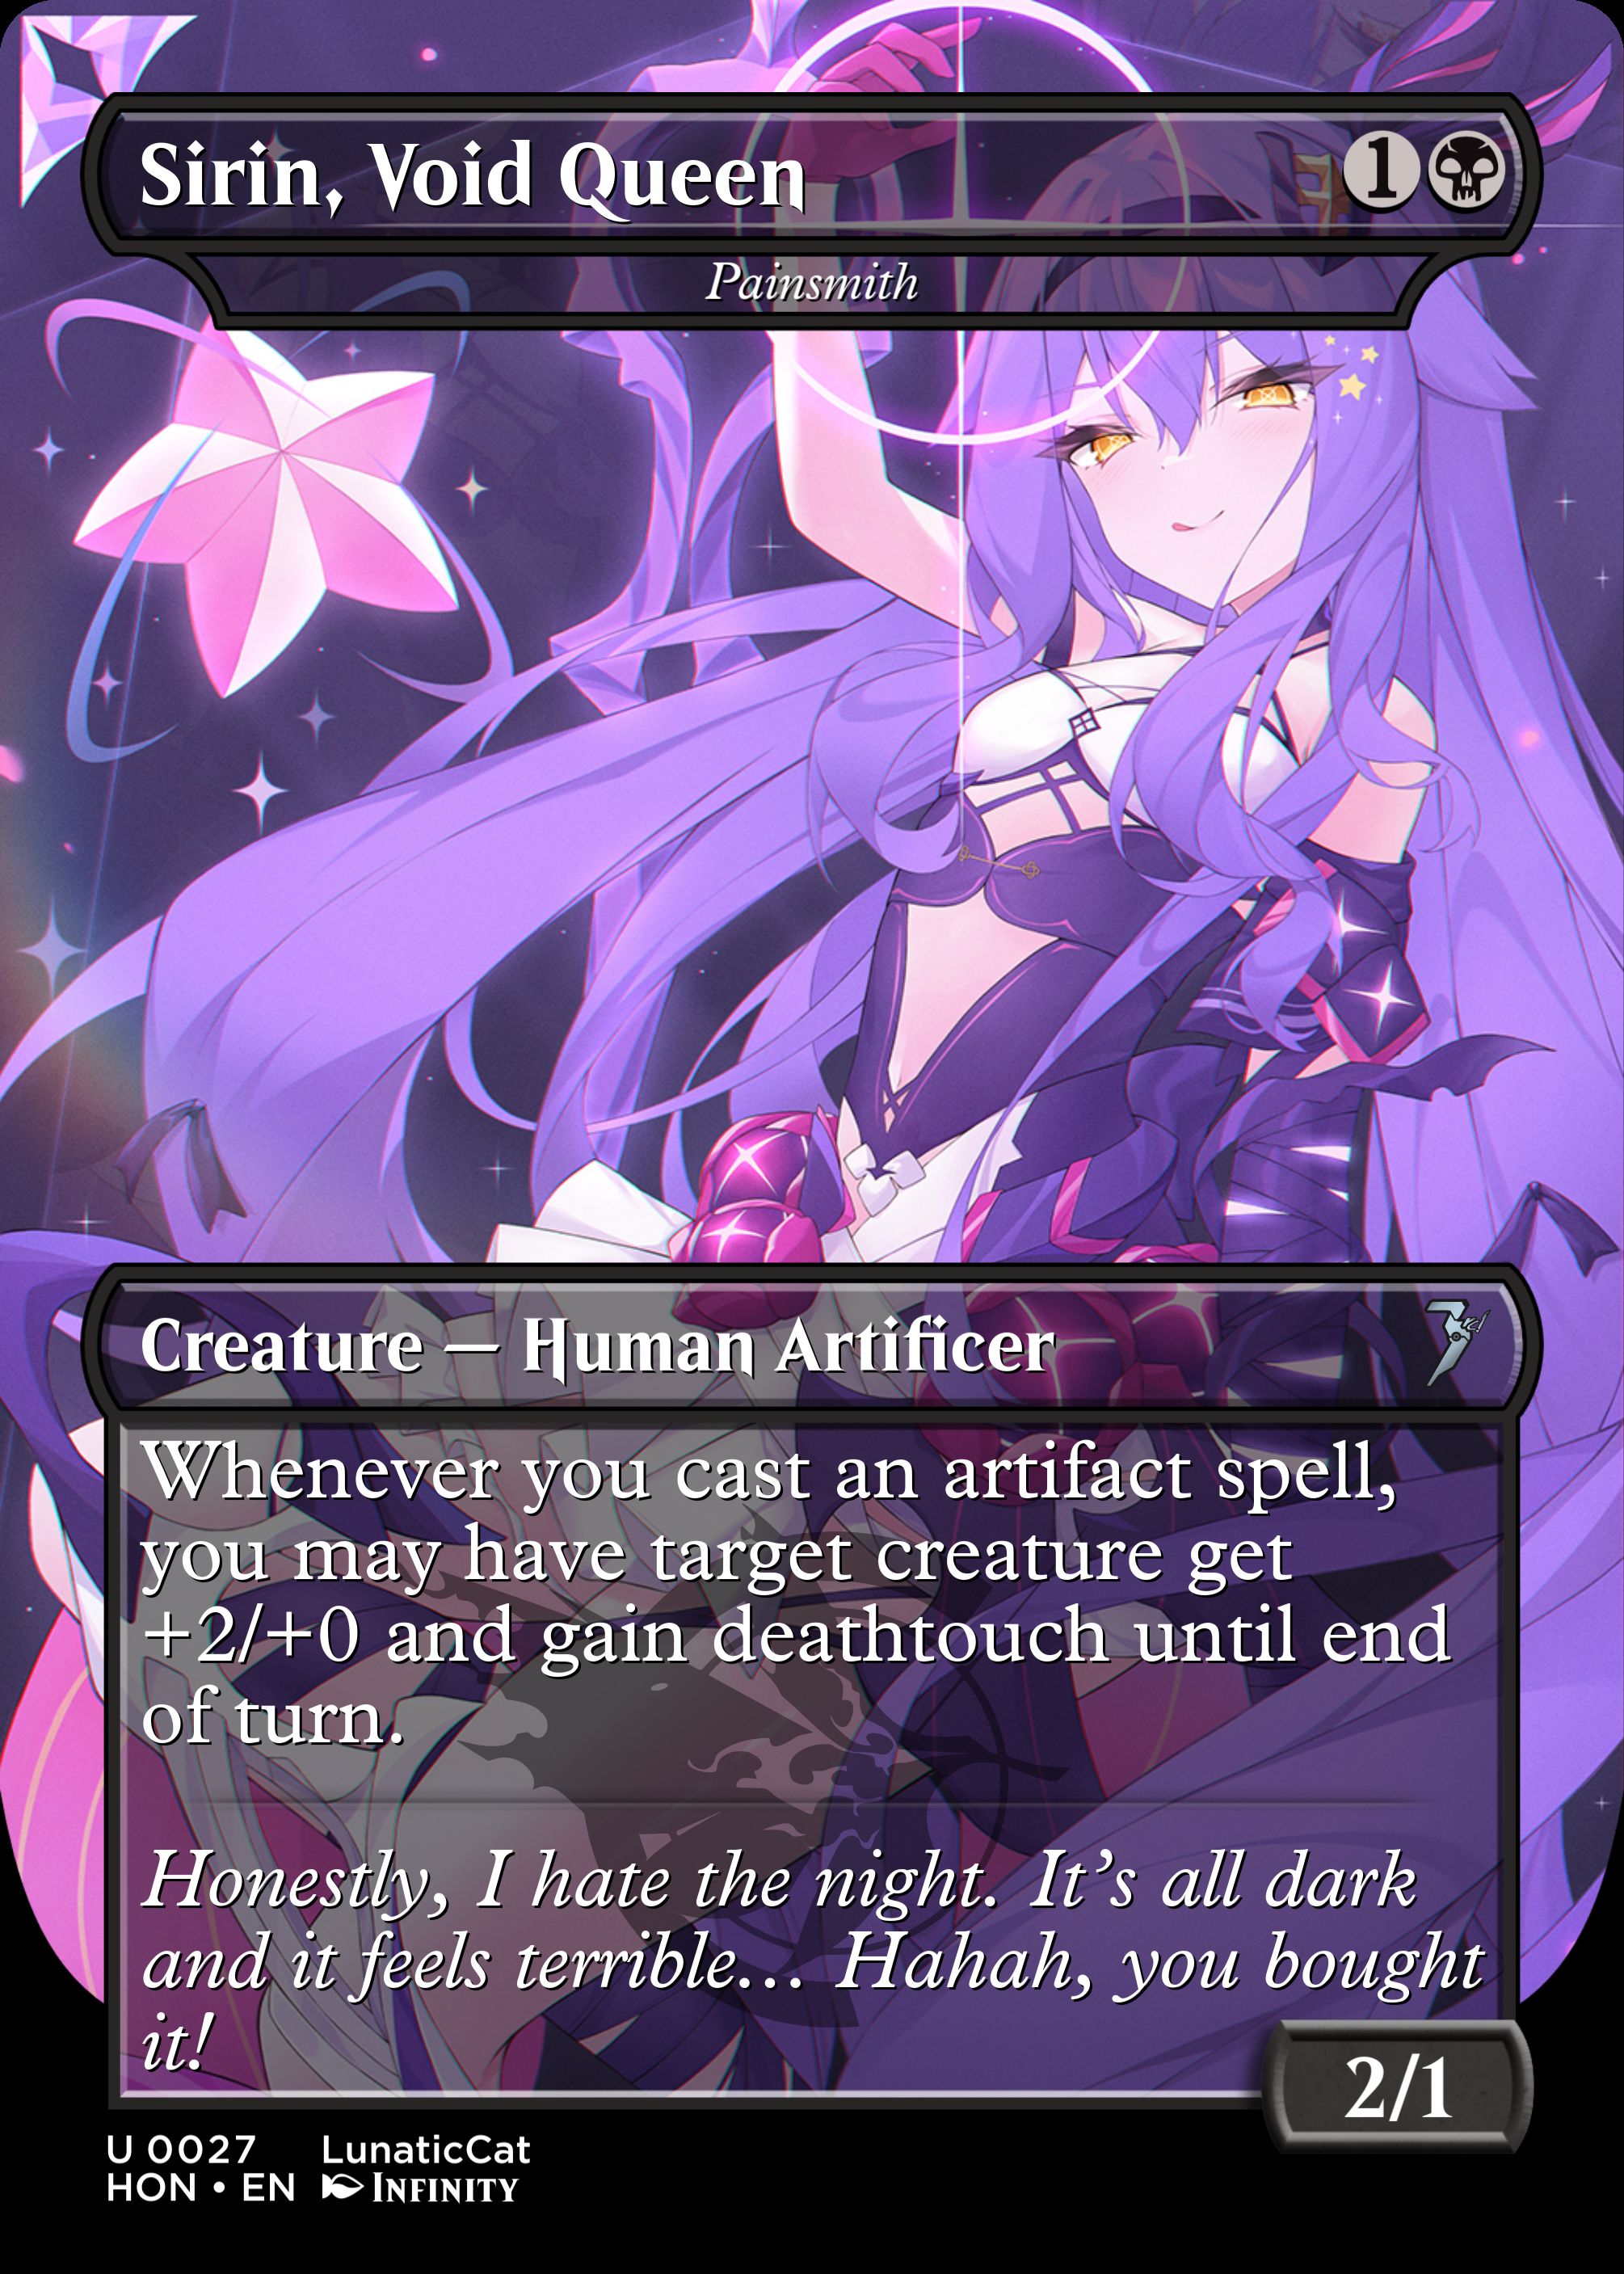 Sirin, Void Queen 1
Painsmith
Creature — Human Artificer
Whenever you cast an artifact spell,
you may have target creature get
+2/+0 and gain deathtouch until end
of turn.
Honestly, I hate the night. It’s all dark
and it feels terrible… Hahah, you bought
it!
2/1
U 0027 LunaticCat
HON • EN INFINITY